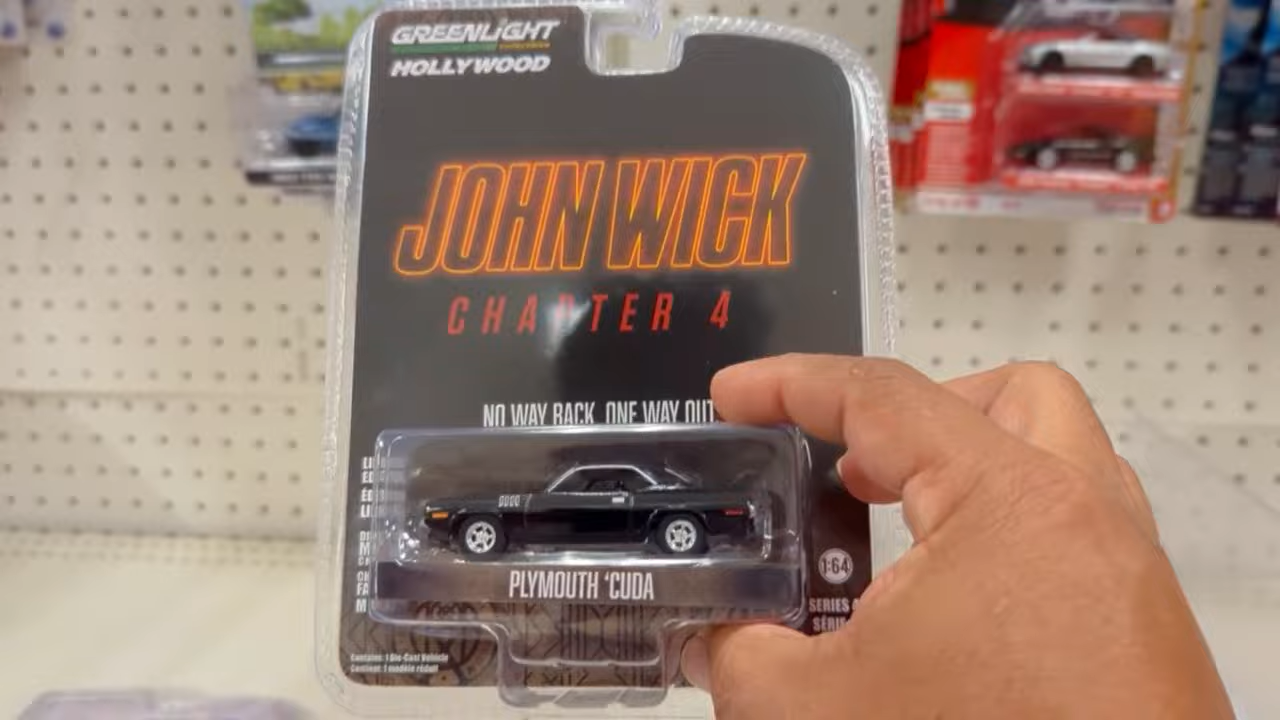 GREENLIGHT
HOLLYWOOD
JOHN WICK
CHAPTER 4
NO WAY BACK, ONE WAY OUT
PLYMOUTH ‘CUDA
1:64
SERIES
SÉRIE
Contains: 1 Die-Cast Vehicle
Contient: 1 modèle réduit